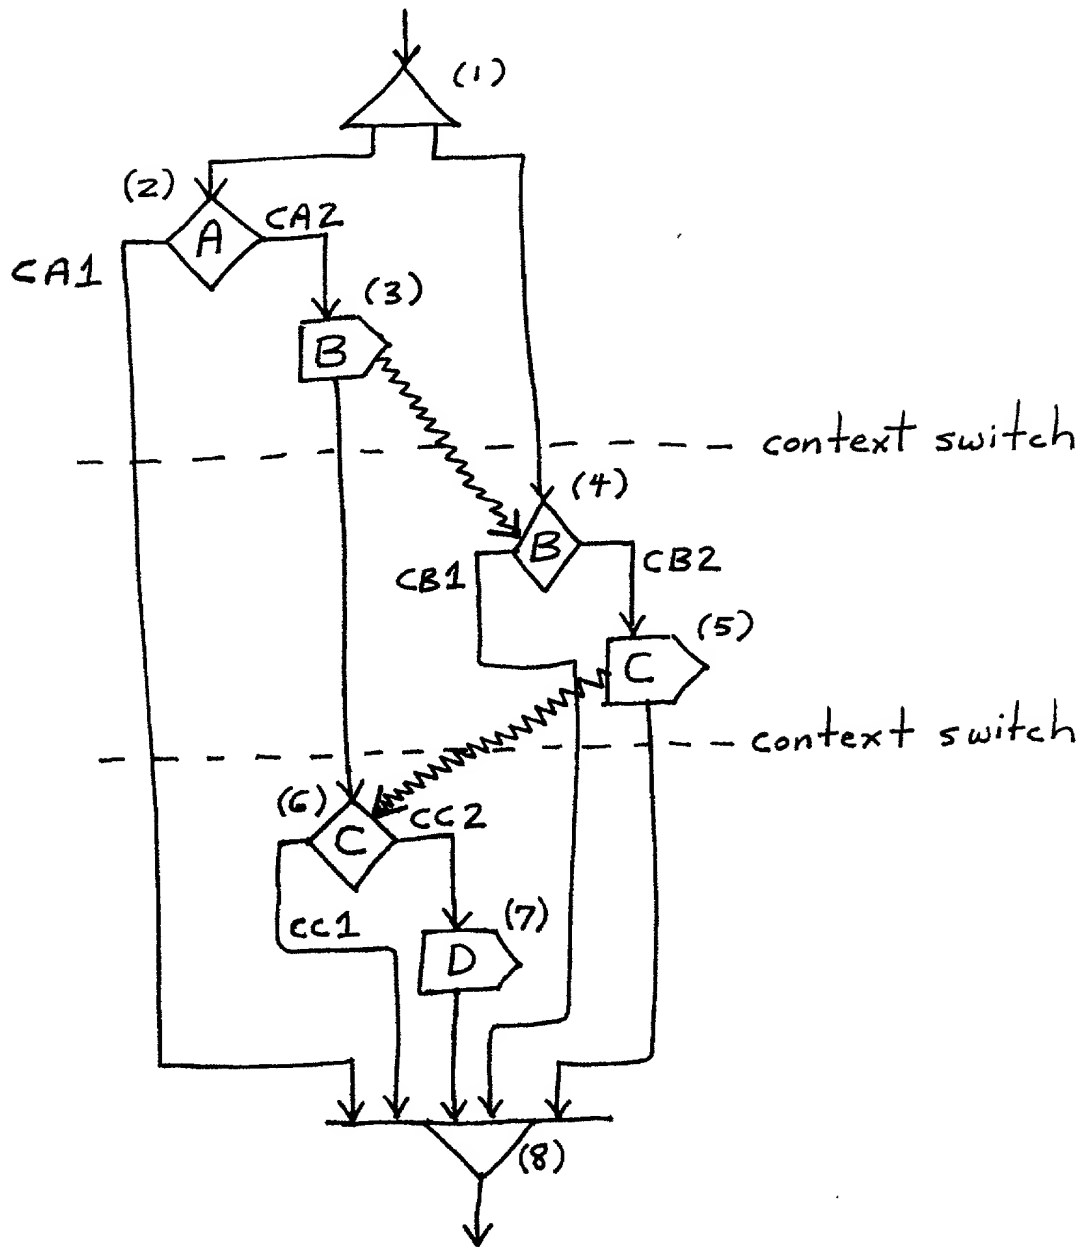 (1)
(2)
A
CA2
CA1
(3)
B
context switch
(4)
B
CB1
CB2
(5)
C
context switch
(6)
C
CC2
CC1
(7)
D
(8)